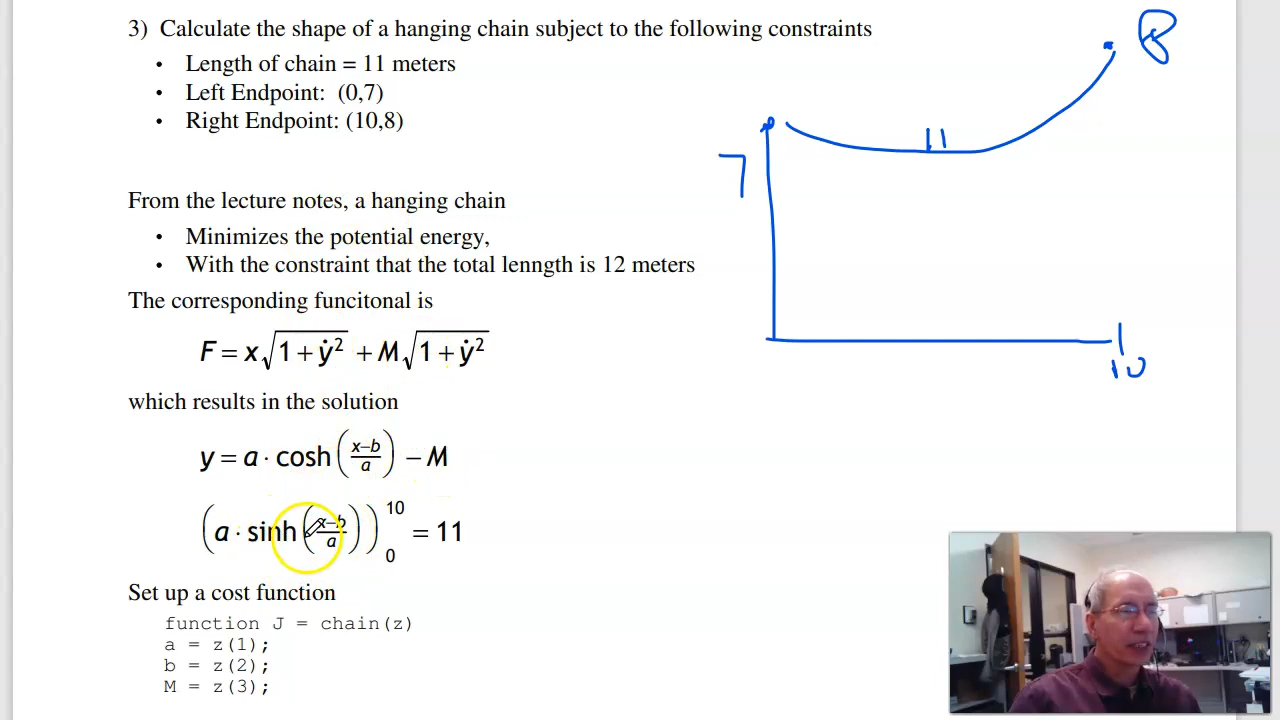 3) Calculate the shape of a hanging chain subject to the following constraints
• Length of chain = 11 meters
• Left Endpoint: (0,7)
• Right Endpoint: (10,8)
From the lecture notes, a hanging chain
• Minimizes the potential energy,
• With the constraint that the total lenngth is 12 meters
The corresponding funcitonal is
F = x√(1 + ẏ²) + M√(1 + ẏ²)
which results in the solution
y = a · cosh((x–b)/a) – M
(a · sinh((x–b)/a))₀¹⁰ = 11
Set up a cost function
function J = chain(z)
a = z(1);
b = z(2);
M = z(3);
8
11
7
10